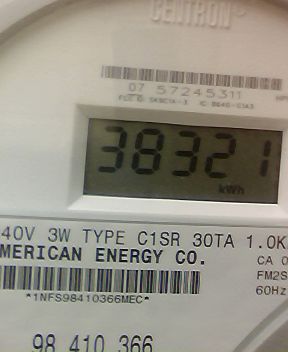 CENTRON
07 57245311
38321
kWh
40V 3W TYPE C1SR 30TA 1.0K
MERICAN ENERGY CO.
CA 0
FM2S
60Hz
*1NFS98410366MEC*
98 410 366